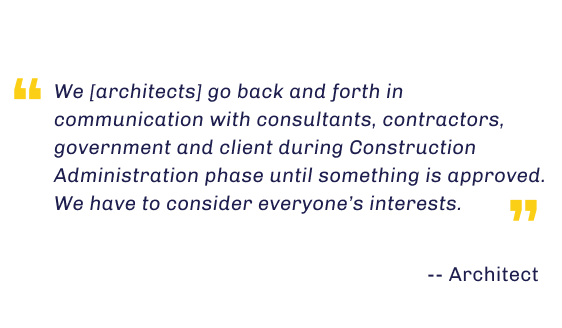 “
We [architects] go back and forth in
communication with consultants, contractors,
government and client during Construction
Administration phase until something is approved.
We have to consider everyone’s interests.
”
-- Architect